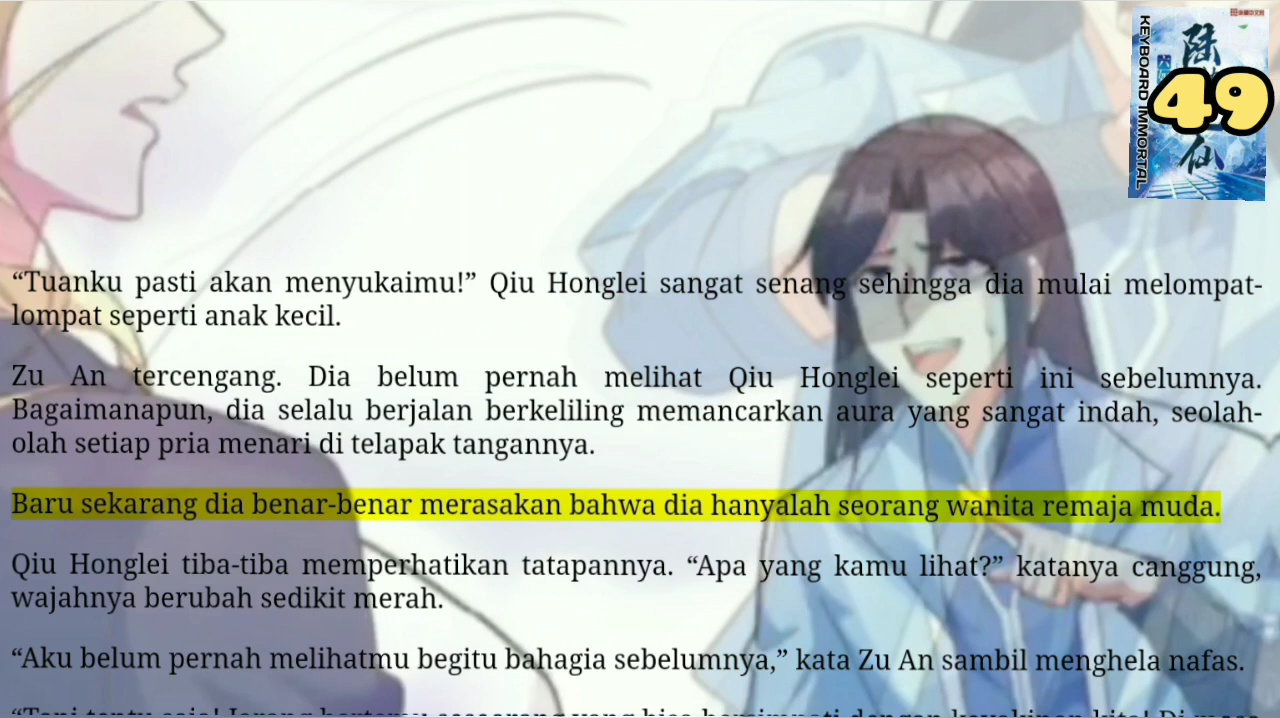 KEYBOARD IMMORTAL
陆
仙
49
“Tuanku pasti akan menyukaimu!” Qiu Honglei sangat senang sehingga dia mulai melompat-
lompat seperti anak kecil.
Zu An tercengang. Dia belum pernah melihat Qiu Honglei seperti ini sebelumnya.
Bagaimanapun, dia selalu berjalan berkeliling memancarkan aura yang sangat indah, seolah-
olah setiap pria menari di telapak tangannya.
Baru sekarang dia benar-benar merasakan bahwa dia hanyalah seorang wanita remaja muda.
Qiu Honglei tiba-tiba memperhatikan tatapannya. “Apa yang kamu lihat?” katanya canggung,
wajahnya berubah sedikit merah.
“Aku belum pernah melihatmu begitu bahagia sebelumnya,” kata Zu An sambil menghela nafas.